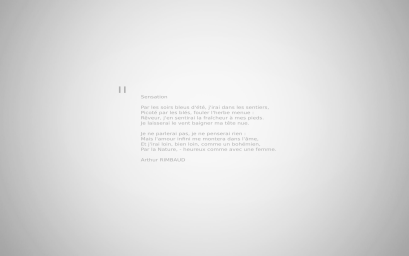 "
Sensation
Par les soirs bleus d'été, j'irai dans les sentiers,
Picoté par les blés, fouler l'herbe menue :
Rêveur, j'en sentirai la fraîcheur à mes pieds.
Je laisserai le vent baigner ma tête nue.
Je ne parlerai pas, je ne penserai rien :
Mais l'amour infini me montera dans l'âme,
Et j'irai loin, bien loin, comme un bohémien,
Par la Nature, - heureux comme avec une femme.
Arthur RIMBAUD